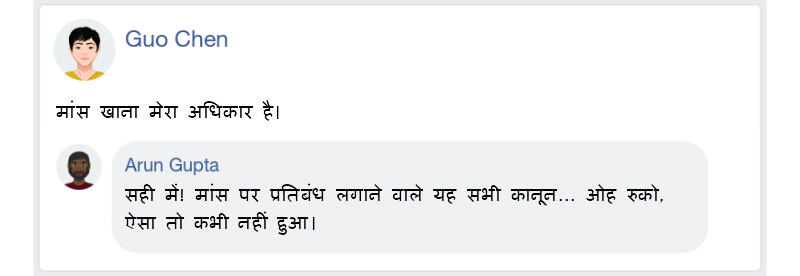 Guo Chen
मांस खाना मेरा अधिकार है।
Arun Gupta
सही में! मांस पर प्रतिबंध लगाने वाले यह सभी कानून... ओह रुको,
ऐसा तो कभी नहीं हुआ।